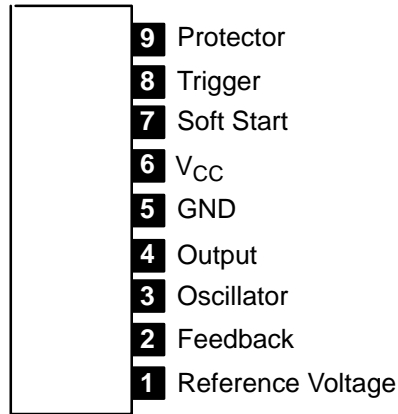 9 Protector
8 Trigger
7 Soft Start
6 VCC
5 GND
4 Output
3 Oscillator
2 Feedback
1 Reference Voltage